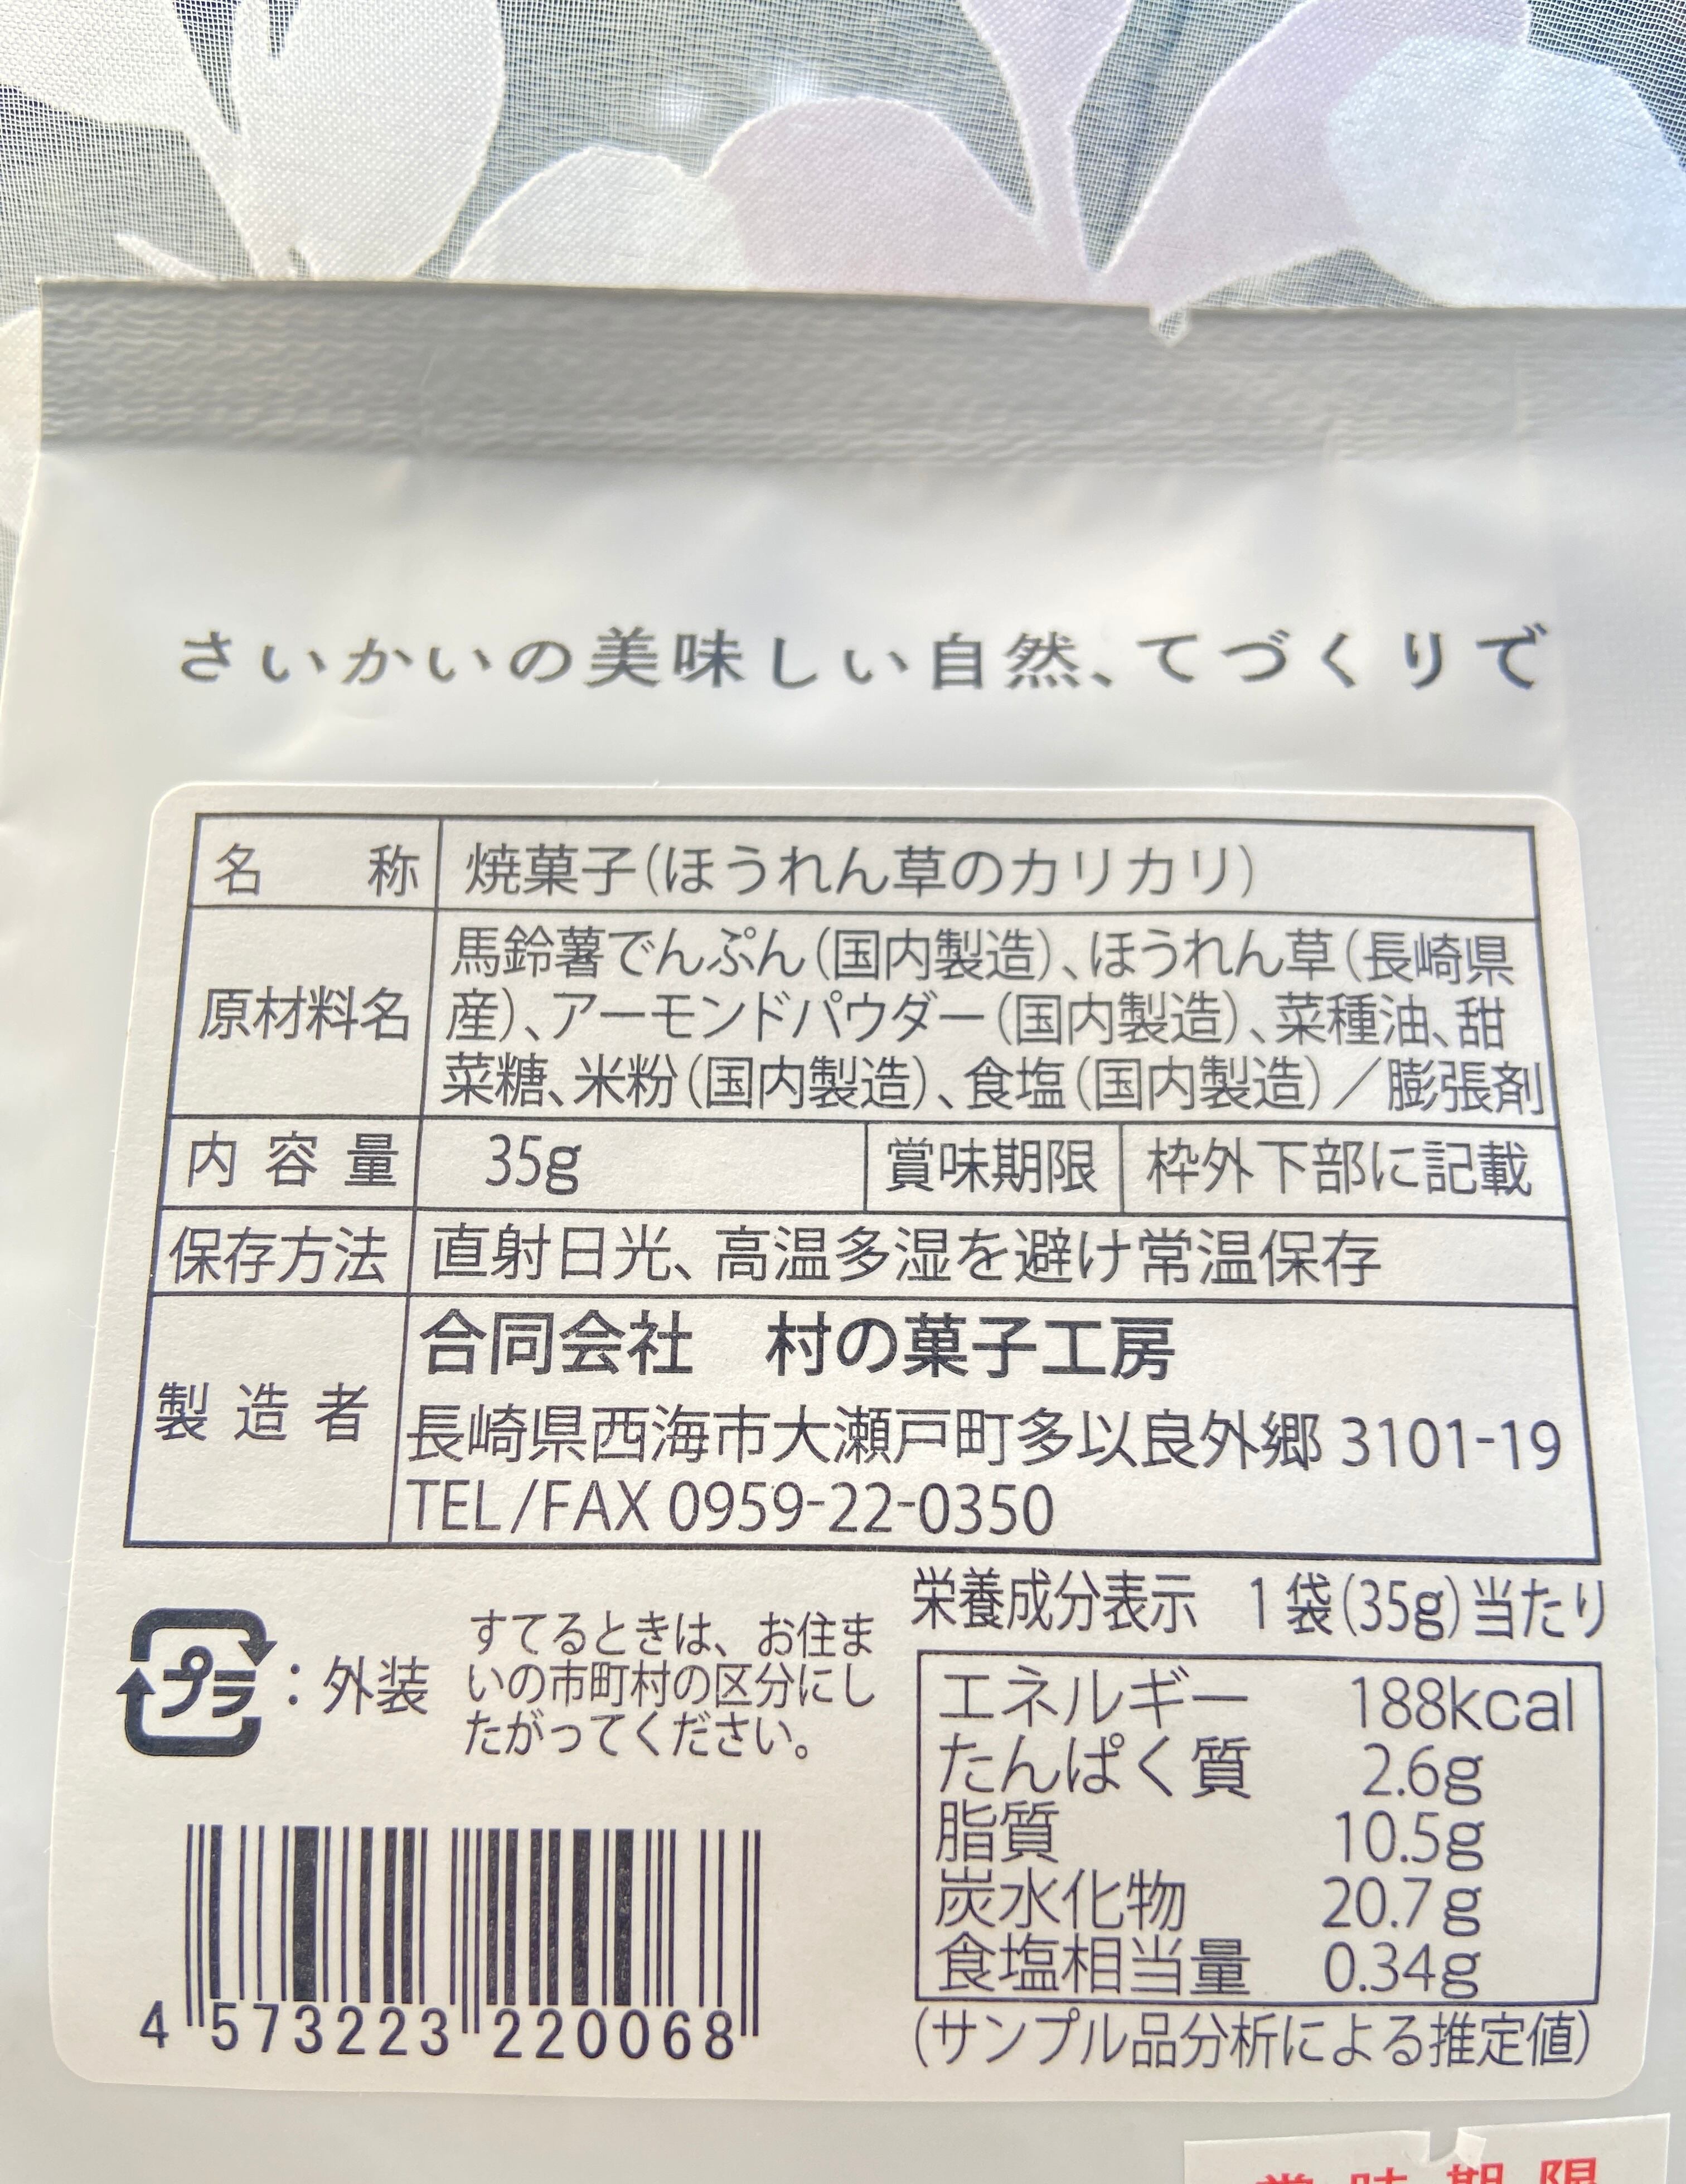 さいかいの美味しい自然、てづくりで
名称 焼菓子(ほうれん草のカリカリ)
原材料名 馬鈴薯でんぷん(国内製造)、ほうれん草(長崎県
産)、アーモンドパウダー(国内製造)、菜種油、甜
菜糖、米粉(国内製造)、食塩(国内製造)/膨張剤
内容量 35g 賞味期限 枠外下部に記載
保存方法 直射日光、高温多湿を避け常温保存
製造者 合同会社 村の菓子工房
長崎県西海市大瀬戸町多以良外郷 3101-19
TEL/FAX 0959-22-0350
プラ:外装
すてるときは、お住ま
いの市町村の区分にし
たがってください。
4 573223 220068
栄養成分表示 1袋(35g)当たり
エネルギー 188kcal
たんぱく質 2.6g
脂質 10.5g
炭水化物 20.7g
食塩相当量 0.34g
(サンプル品分析による推定値)
賞味期限